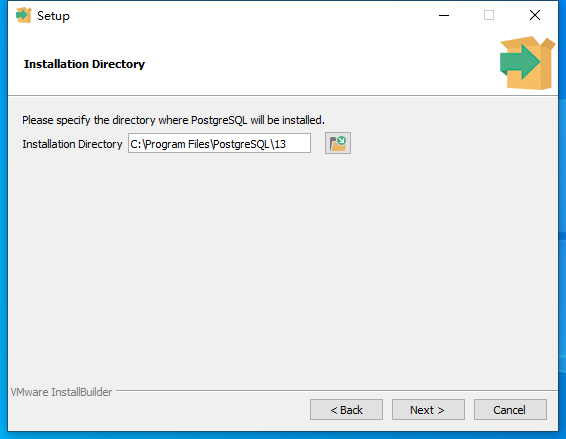 Setup
Installation Directory
Please specify the directory where PostgreSQL will be installed.
Installation Directory C:\Program Files\PostgreSQL\13
VMware InstallBuilder
< Back Next > Cancel